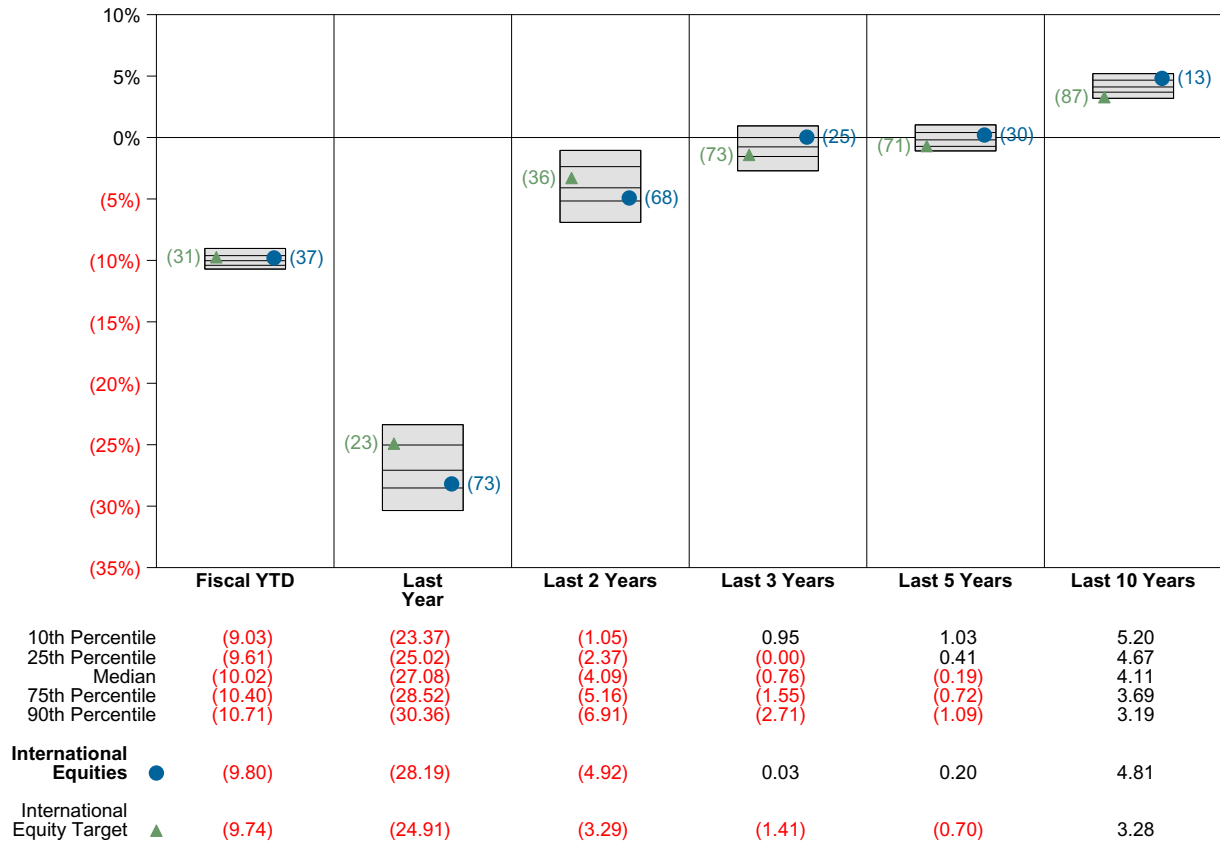 10%
5%
0%
(5%)
(10%)
(15%)
(20%)
(25%)
(30%)
(35%)
(31) (37)
(23) (73)
(36) (68)
(73) (25)
(71) (30)
(87) (13)
Fiscal YTD Last Year Last 2 Years Last 3 Years Last 5 Years Last 10 Years
10th Percentile (9.03) (23.37) (1.05) 0.95 1.03 5.20
25th Percentile (9.61) (25.02) (2.37) (0.00) 0.41 4.67
Median (10.02) (27.08) (4.09) (0.76) (0.19) 4.11
75th Percentile (10.40) (28.52) (5.16) (1.55) (0.72) 3.69
90th Percentile (10.71) (30.36) (6.91) (2.71) (1.09) 3.19
International
Equities (9.80) (28.19) (4.92) 0.03 0.20 4.81
International
Equity Target (9.74) (24.91) (3.29) (1.41) (0.70) 3.28